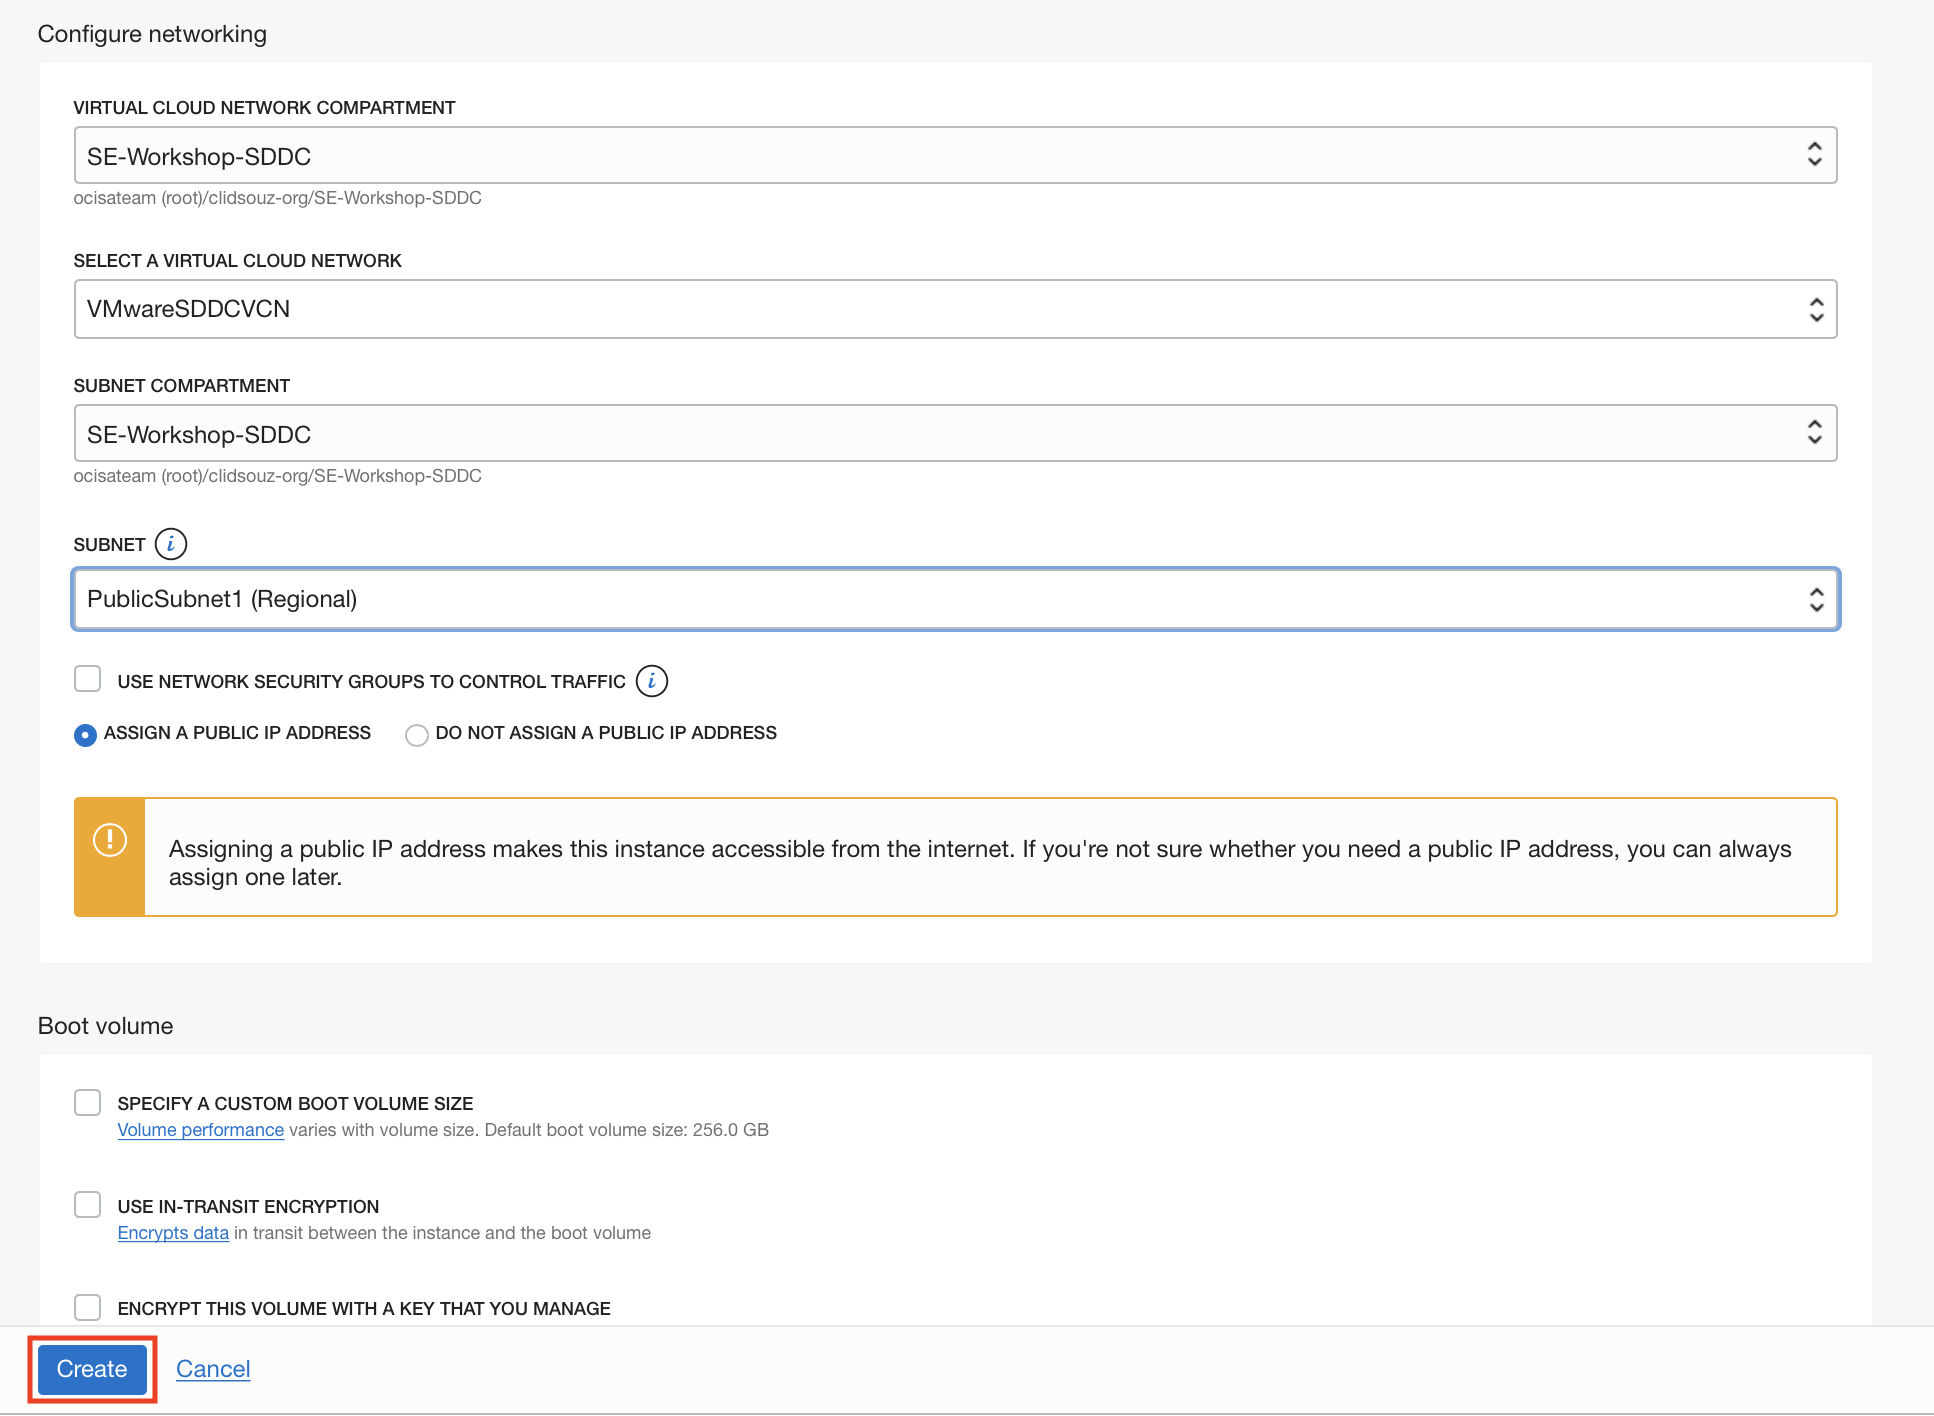 Configure networking
VIRTUAL CLOUD NETWORK COMPARTMENT
SE-Workshop-SDDC
ocisateam (root)/clidsouz-org/SE-Workshop-SDDC
SELECT A VIRTUAL CLOUD NETWORK
VMwareSDDCVCN
SUBNET COMPARTMENT
SE-Workshop-SDDC
ocisateam (root)/clidsouz-org/SE-Workshop-SDDC
SUBNET i
PublicSubnet1 (Regional)
USE NETWORK SECURITY GROUPS TO CONTROL TRAFFIC i
ASSIGN A PUBLIC IP ADDRESS DO NOT ASSIGN A PUBLIC IP ADDRESS
Assigning a public IP address makes this instance accessible from the internet. If you're not sure whether you need a public IP address, you can always
assign one later.
Boot volume
SPECIFY A CUSTOM BOOT VOLUME SIZE
Volume performance varies with volume size. Default boot volume size: 256.0 GB
USE IN-TRANSIT ENCRYPTION
Encrypts data in transit between the instance and the boot volume
ENCRYPT THIS VOLUME WITH A KEY THAT YOU MANAGE
Create Cancel